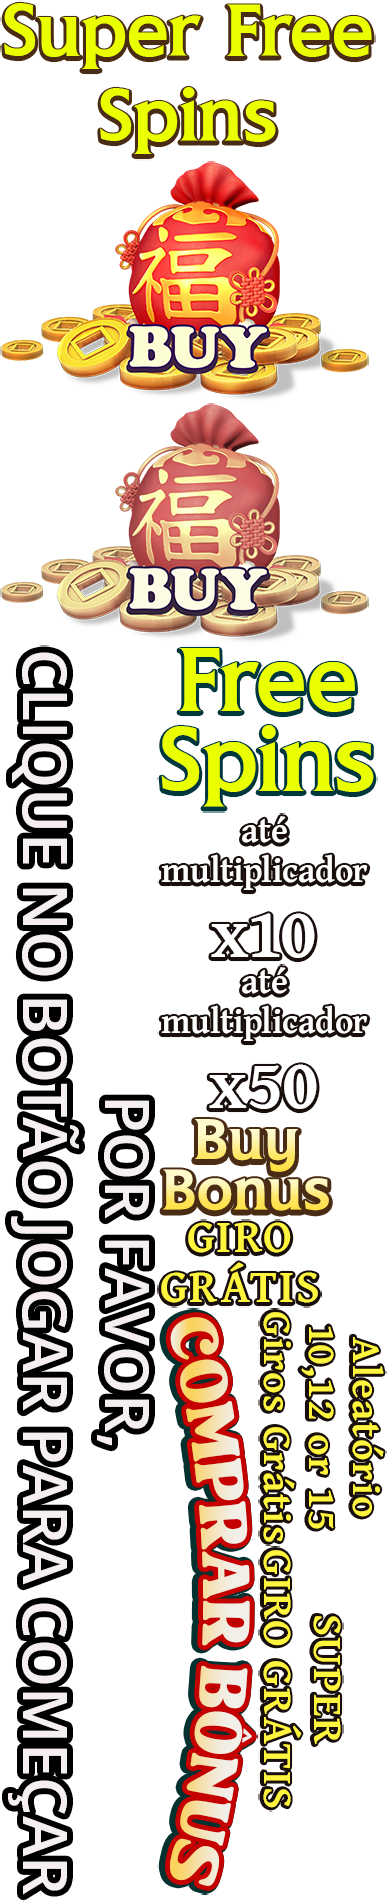 Super Free
Spins
福
BUY
福
BUY
Free
Spins
até
multiplicador
x10
até
multiplicador
x50
Buy
Bonus
GIRO
GRÁTIS
POR FAVOR,
CLIQUE NO BOTÃO JOGAR PARA COMEÇAR
Aleatório
10,12 or 15
Giros Grátis
SUPER
GIRO GRÁTIS
COMPRAR BÔNUS